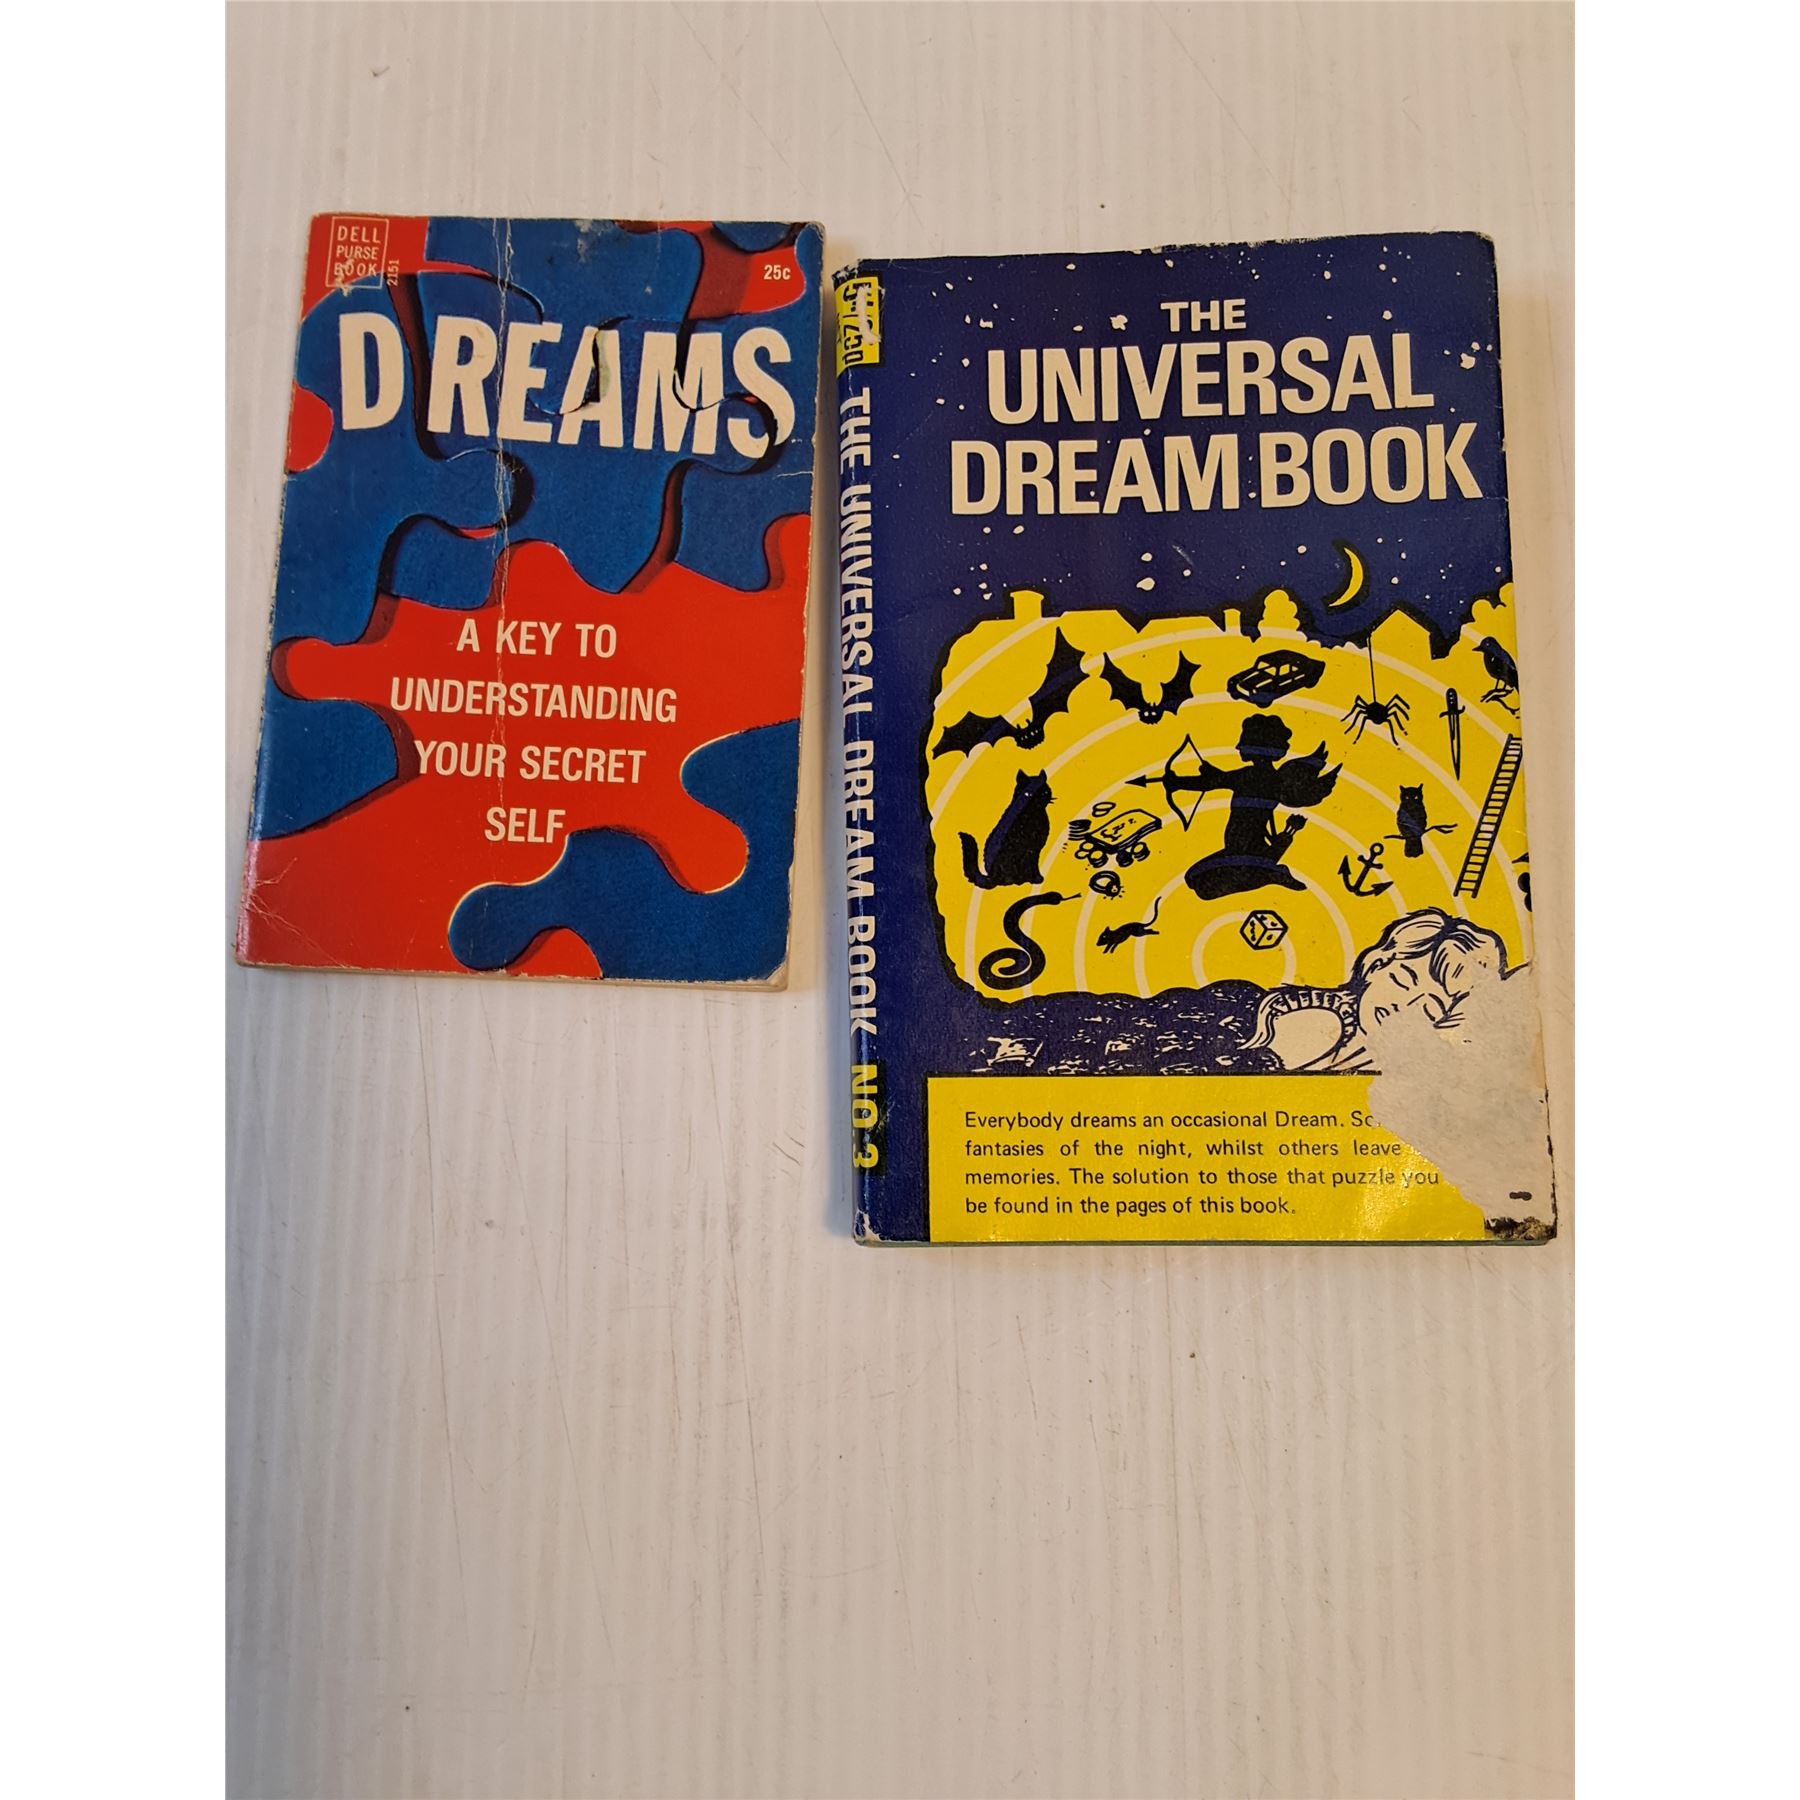 DELL
PURSE
BOOK
2151
25c
DREAMS
A KEY TO
UNDERSTANDING
YOUR SECRET
SELF
THE UNIVERSAL DREAM BOOK NO. 3
THE
UNIVERSAL
DREAM BOOK
Everybody dreams an occasional Dream.
fantasies of the night, whilst others leave
memories. The solution to those that puzzle you
be found in the pages of this book.